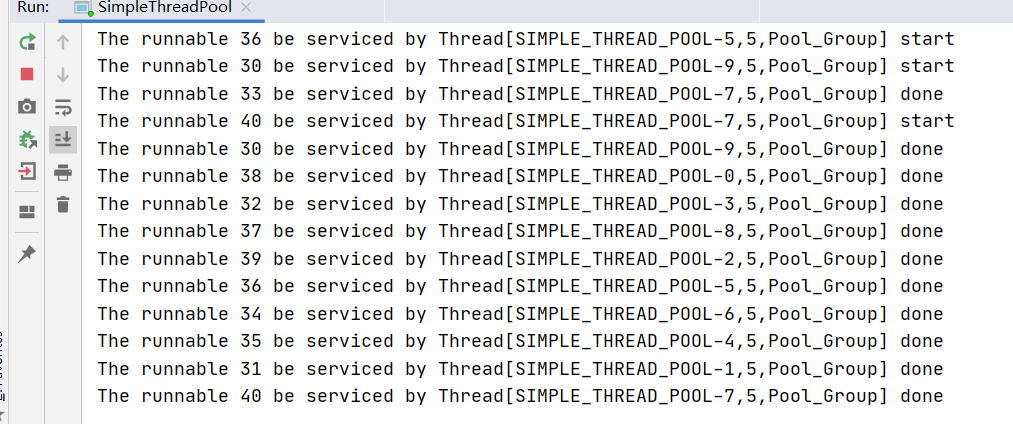 Run: SimpleThreadPool ×
The runnable 36 be serviced by Thread[SIMPLE_THREAD_POOL-5,5,Pool_Group] start
The runnable 30 be serviced by Thread[SIMPLE_THREAD_POOL-9,5,Pool_Group] start
The runnable 33 be serviced by Thread[SIMPLE_THREAD_POOL-7,5,Pool_Group] done
The runnable 40 be serviced by Thread[SIMPLE_THREAD_POOL-7,5,Pool_Group] start
The runnable 30 be serviced by Thread[SIMPLE_THREAD_POOL-9,5,Pool_Group] done
The runnable 38 be serviced by Thread[SIMPLE_THREAD_POOL-0,5,Pool_Group] done
The runnable 32 be serviced by Thread[SIMPLE_THREAD_POOL-3,5,Pool_Group] done
The runnable 37 be serviced by Thread[SIMPLE_THREAD_POOL-8,5,Pool_Group] done
The runnable 39 be serviced by Thread[SIMPLE_THREAD_POOL-2,5,Pool_Group] done
The runnable 36 be serviced by Thread[SIMPLE_THREAD_POOL-5,5,Pool_Group] done
The runnable 34 be serviced by Thread[SIMPLE_THREAD_POOL-6,5,Pool_Group] done
The runnable 35 be serviced by Thread[SIMPLE_THREAD_POOL-4,5,Pool_Group] done
The runnable 31 be serviced by Thread[SIMPLE_THREAD_POOL-1,5,Pool_Group] done
The runnable 40 be serviced by Thread[SIMPLE_THREAD_POOL-7,5,Pool_Group] done